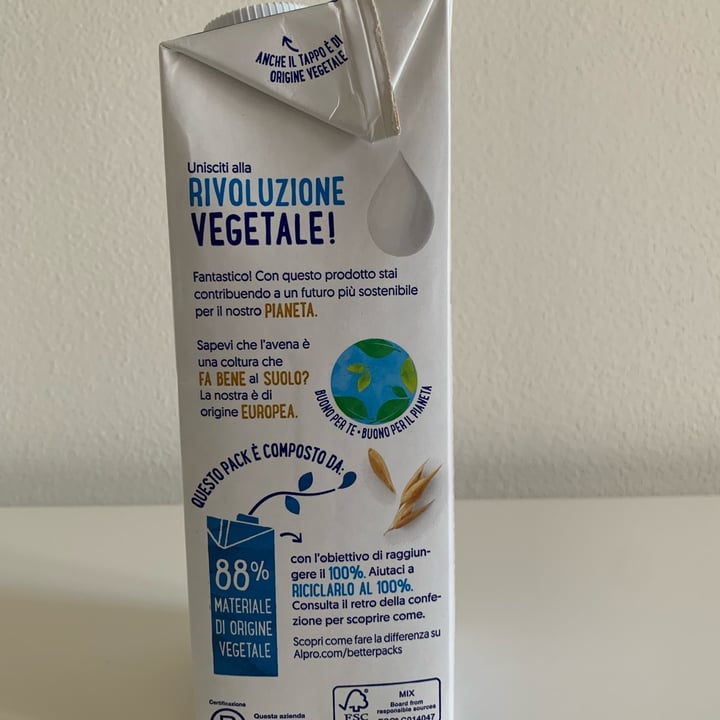 ANCHE IL TAPPO È DI
ORIGINE VEGETALE
Unisciti alla
RIVOLUZIONE
VEGETALE!
Fantastico! Con questo prodotto stai
contribuendo a un futuro più sostenibile
per il nostro PIANETA.
Sapevi che l'avena è
una coltura che
FA BENE al SUOLO?
La nostra è di
origine EUROPEA.
BUONO PER TE • BUONO PER IL PIANETA
QUESTO PACK È COMPOSTO DA:
88%
MATERIALE
DI ORIGINE
VEGETALE
con l'obiettivo di raggiun-
gere il 100%. Aiutaci a
RICICLARLO AL 100%.
Consulta il retro della confe-
zione per scoprire come.
Scopri come fare la differenza su
Alpro.com/betterpacks
Certificazione
Questa azienda
MIX
Board from
responsible sources
FSC
FSC® C014047